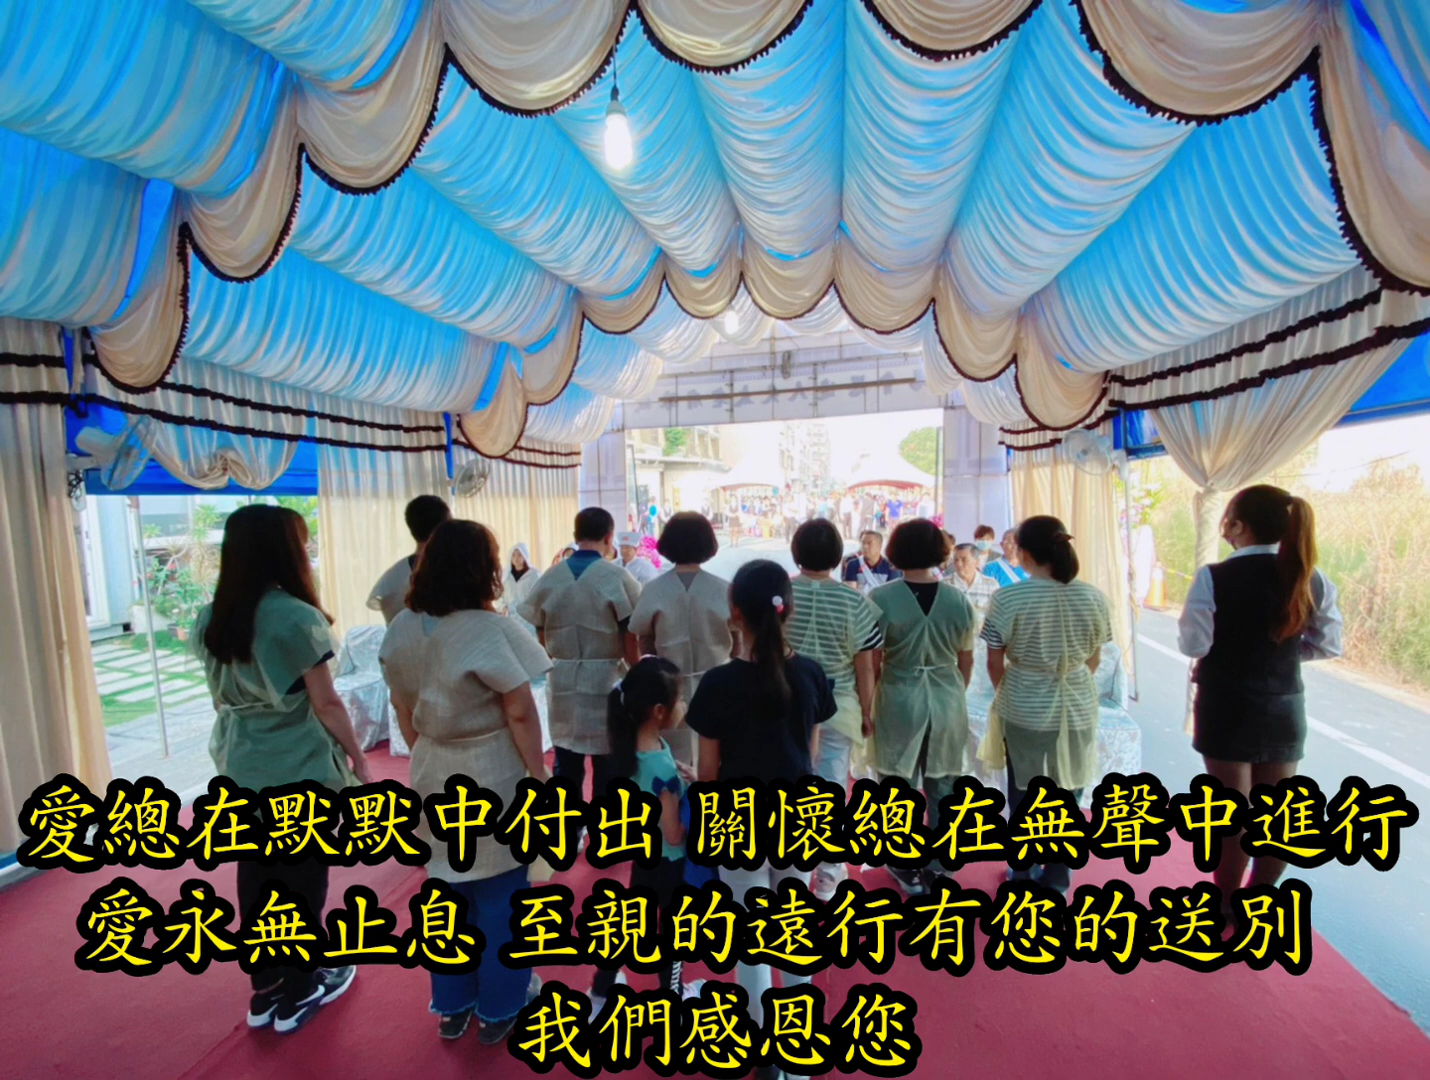 愛總在默默中付出 關懷總在無聲中進行
愛永無止息 至親的遠行有您的送別
我們感恩您